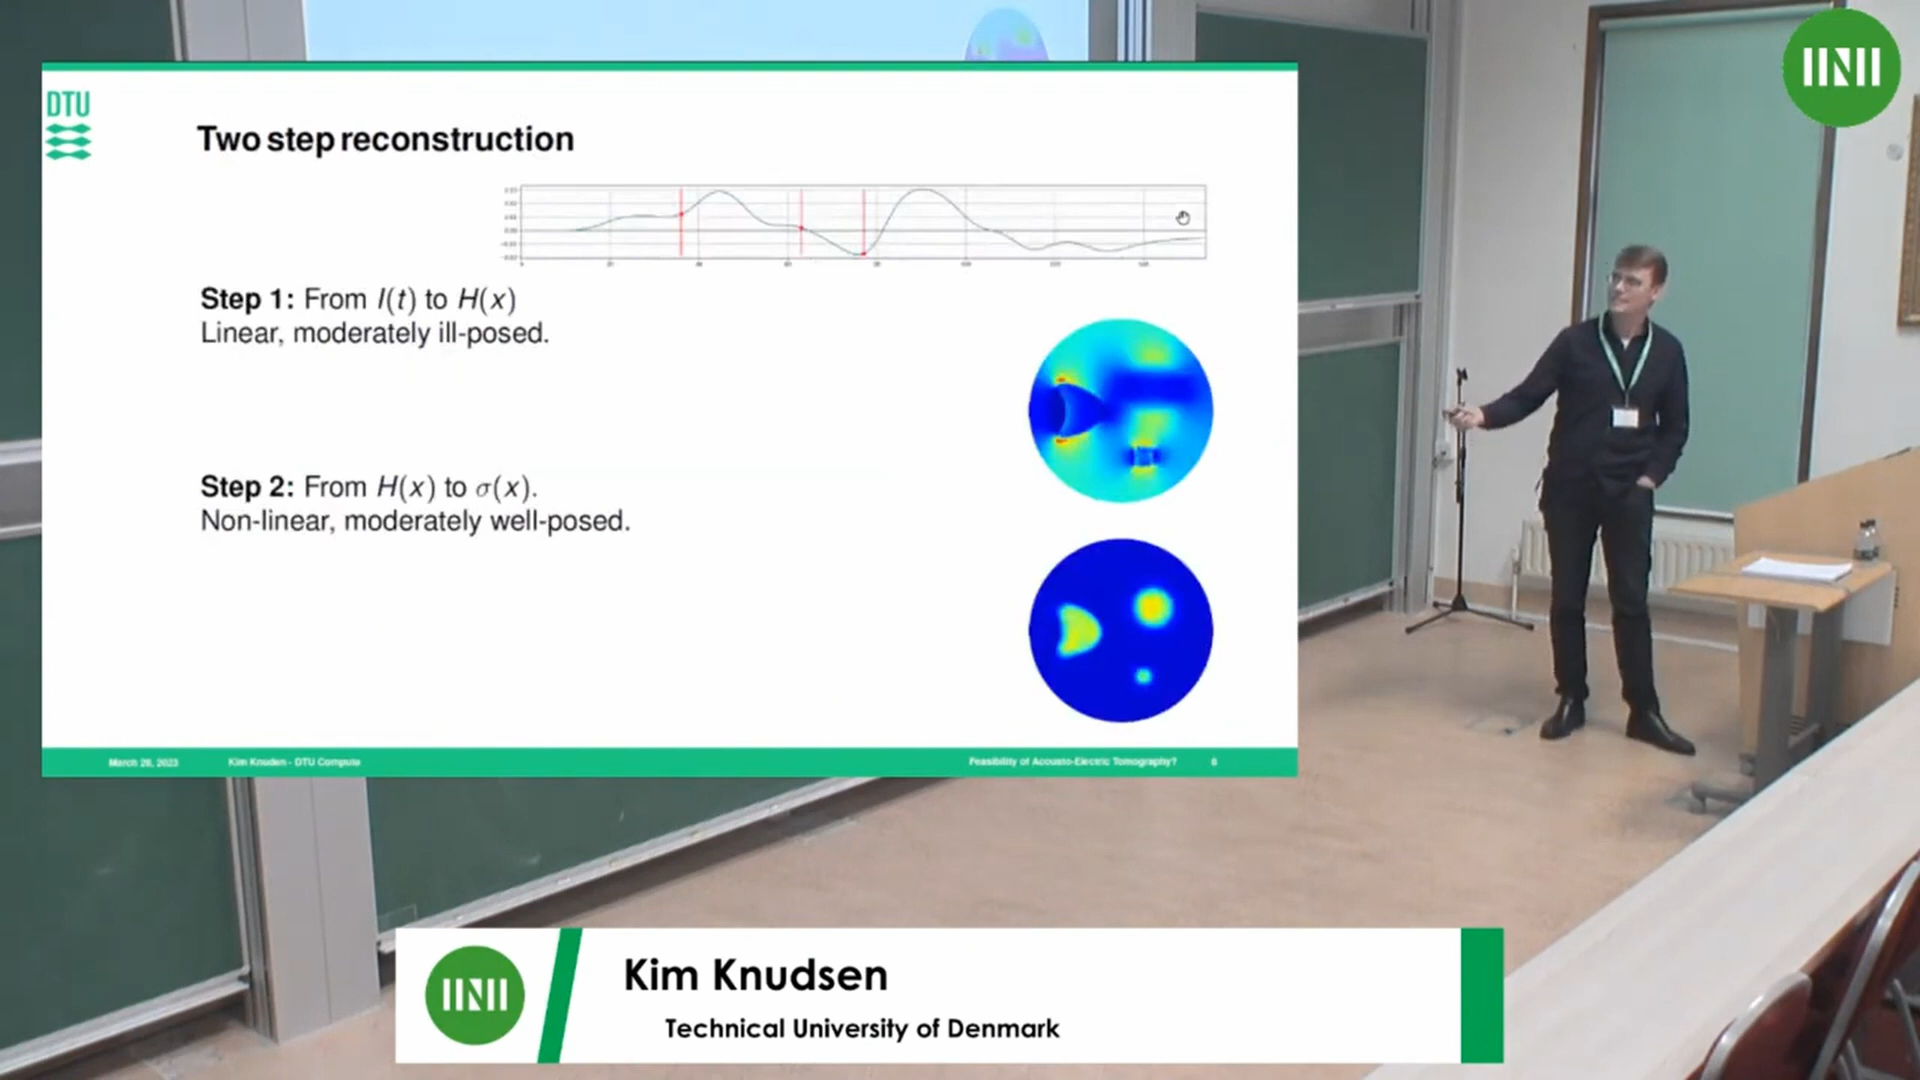 DTU
Two step reconstruction
Step 1: From I(t) to H(x)
Linear, moderately ill-posed.
Step 2: From H(x) to σ(x).
Non-linear, moderately well-posed.
March 28, 2023 Kim Knudsen - DTU Compute Feasibility of Acousto-Electric Tomography? 6
Kim Knudsen
Technical University of Denmark